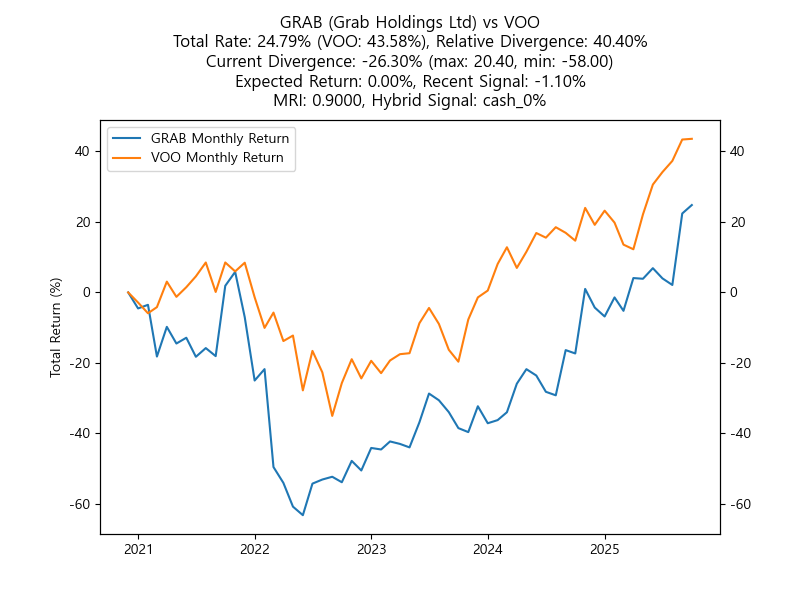 GRAB (Grab Holdings Ltd) vs VOO
Total Rate: 24.79% (VOO: 43.58%), Relative Divergence: 40.40%
Current Divergence: -26.30% (max: 20.40, min: -58.00)
Expected Return: 0.00%, Recent Signal: -1.10%
MRI: 0.9000, Hybrid Signal: cash_0%
GRAB Monthly Return
VOO Monthly Return
Total Return (%)
40
20
0
-20
-40
-60
40
20
0
-20
-40
-60
2021
2022
2023
2024
2025